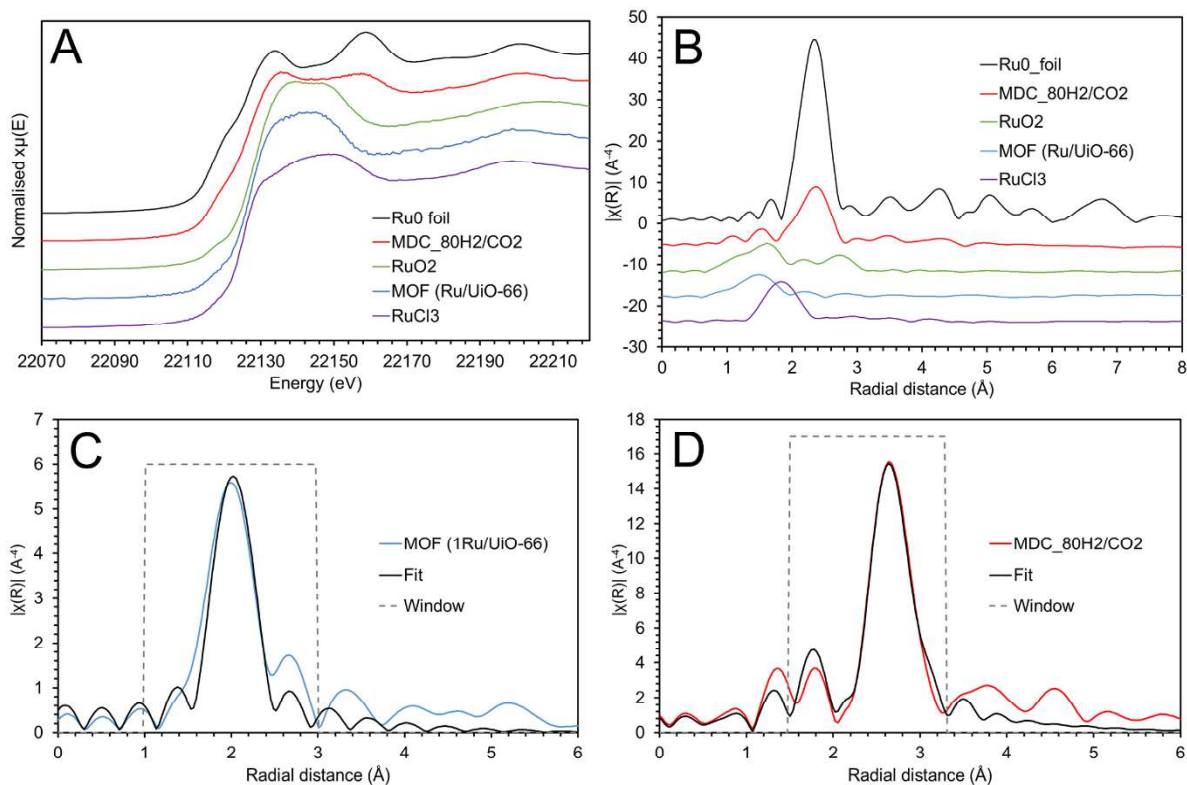 A
Normalised xμ(E)
Ru0 foil
MDC_80H2/CO2
RuO2
MOF (Ru/UiO-66)
RuCl3
22070 22090 22110 22130 22150 22170 22190 22210
Energy (eV)
B
|χ(R)| (A⁻⁴)
50
40
30
20
10
0
-10
-20
-30
Ru0_foil
MDC_80H2/CO2
RuO2
MOF (Ru/UiO-66)
RuCl3
0 1 2 3 4 5 6 7 8
Radial distance (Å)
C
|χ(R)| (A⁻⁴)
7
6
5
4
3
2
1
0
MOF (1Ru/UiO-66)
Fit
Window
0 1 2 3 4 5 6
Radial distance (Å)
D
|χ(R)| (A⁻⁴)
18
16
14
12
10
8
6
4
2
0
MDC_80H2/CO2
Fit
Window
0 1 2 3 4 5 6
Radial distance (Å)